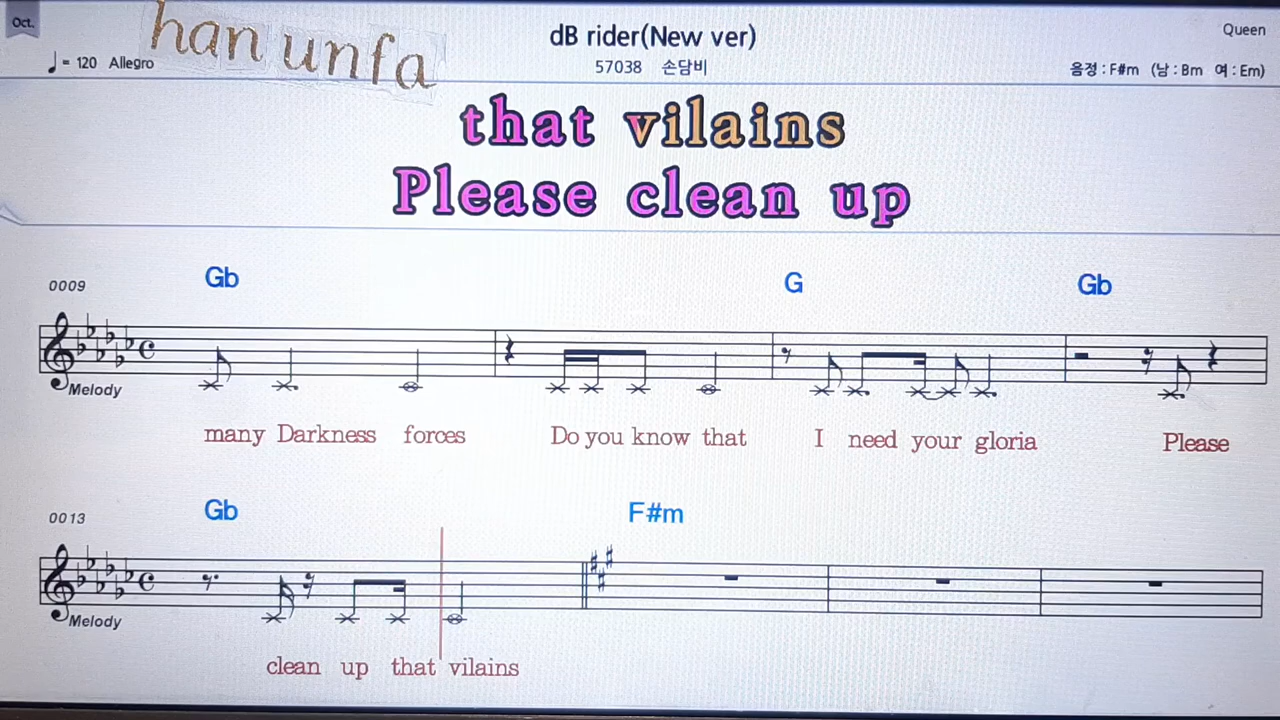 Oct.
han unfa
dB rider(New ver)
Queen
♩ = 120 Allegro
57038 손담비
음정 : F#m (남 : Bm 여 : Em)
that vilains
Please clean up
Gb G Gb
0009
Melody
many Darkness forces Do you know that I need your gloria Please
Gb F#m
0013
Melody
clean up that vilains